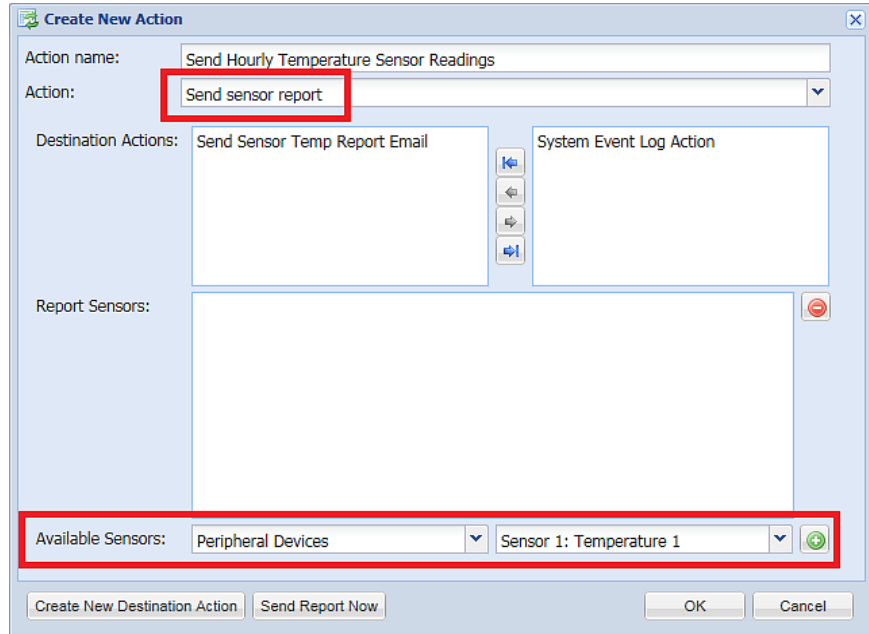 Create New Action
Action name: Send Hourly Temperature Sensor Readings
Action: Send sensor report
Destination Actions: Send Sensor Temp Report Email System Event Log Action
Report Sensors:
Available Sensors: Peripheral Devices Sensor 1: Temperature 1
Create New Destination Action Send Report Now OK Cancel